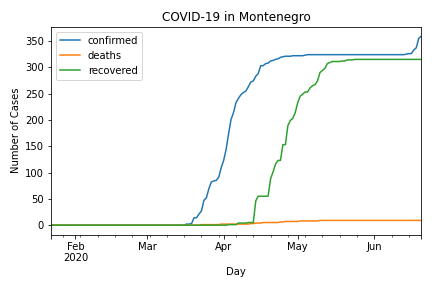 COVID-19 in Montenegro
confirmed
deaths
recovered
Number of Cases
350
300
250
200
150
100
50
0
Feb
2020
Mar
Apr
May
Jun
Day